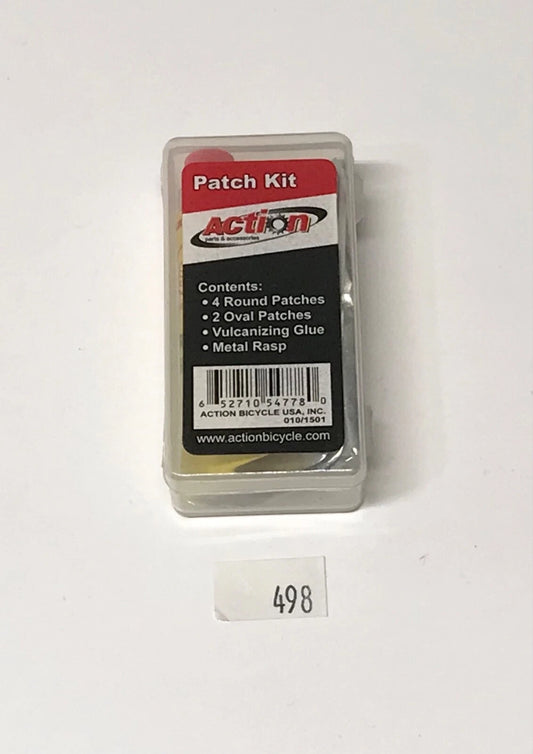 Patch Kit
ACTION
parts & accessories
Contents:
• 4 Round Patches
• 2 Oval Patches
• Vulcanizing Glue
• Metal Rasp
6 52710 54778 0
ACTION BICYCLE USA, INC.
010/1501
www.actionbicycle.com
498